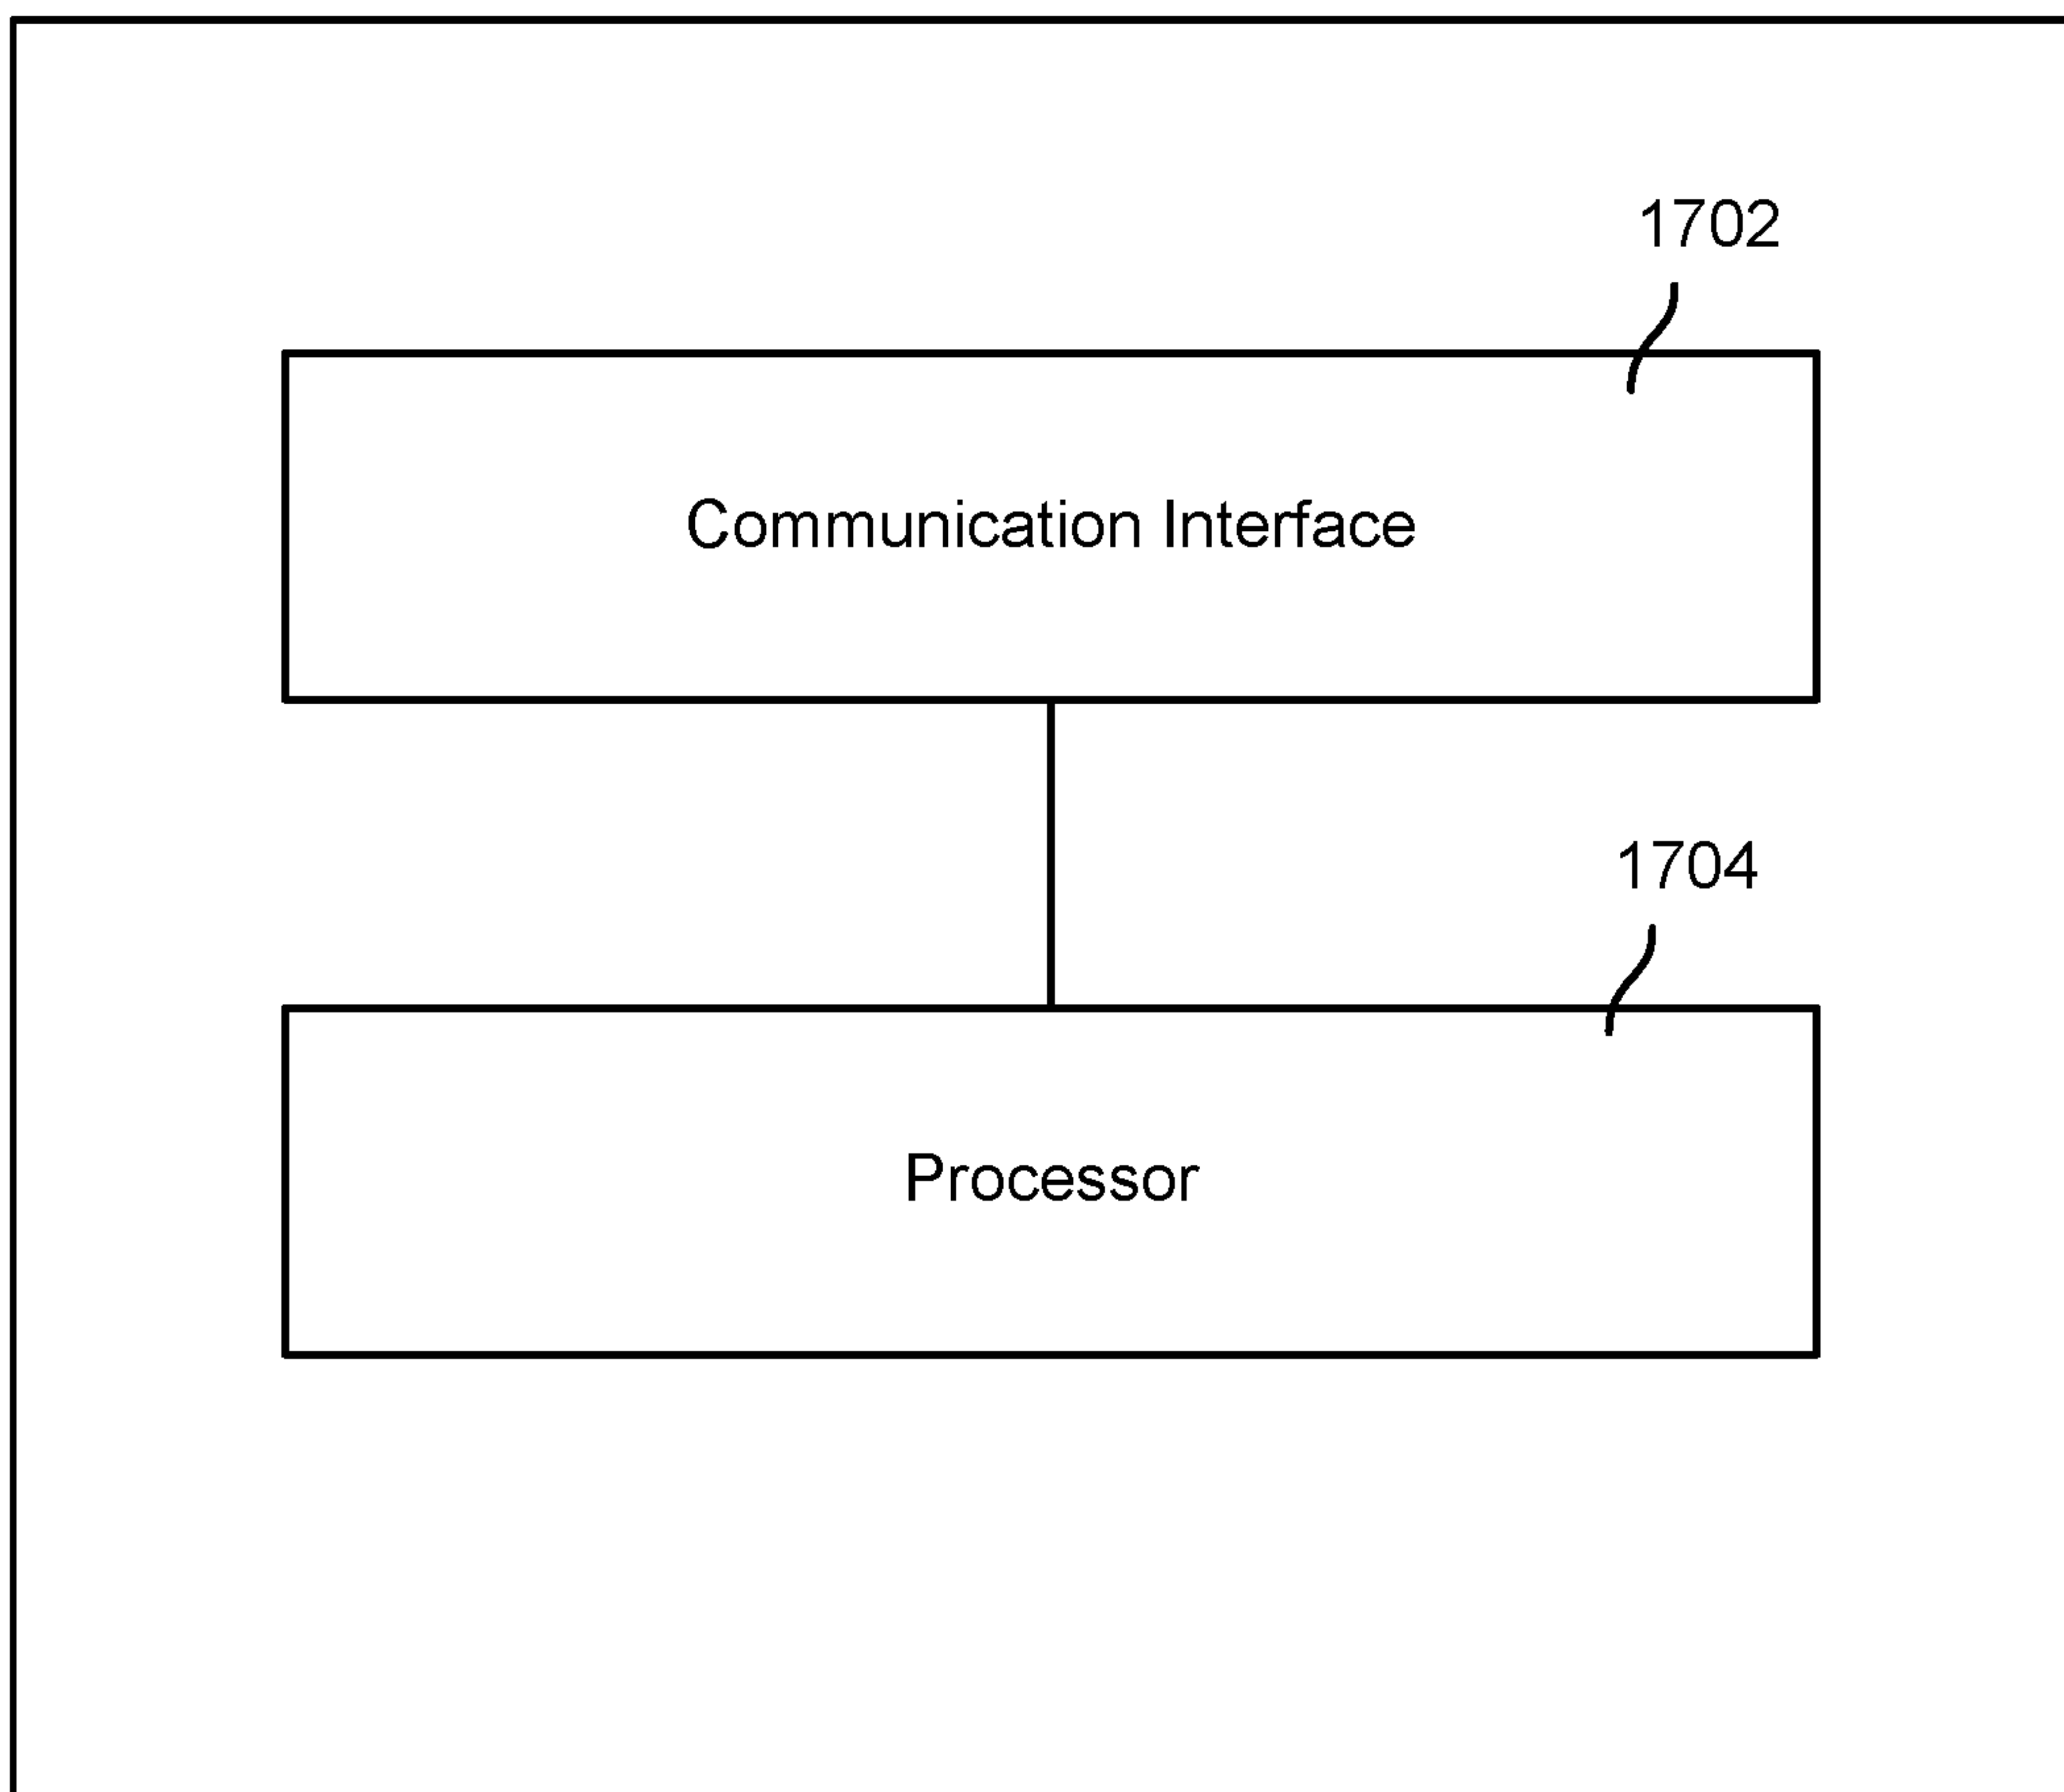 1702
Communication Interface
1704
Processor